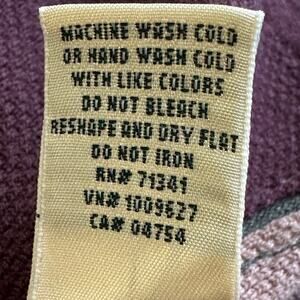 MACHINE WASH COLD
OR HAND WASH COLD
WITH LIKE COLORS
DO NOT BLEACH
RESHAPE AND DRY FLAT
DO NOT IRON
RN# 71341
VN# 1009627
CA# 04754